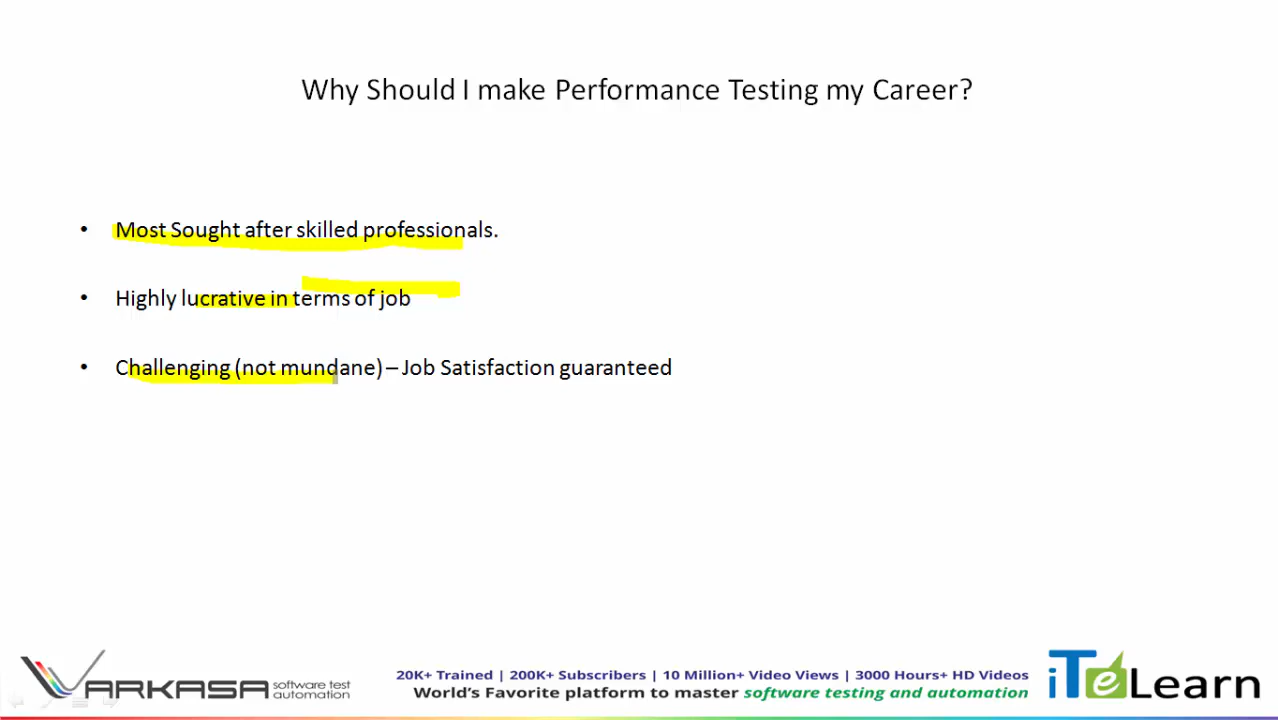 Why Should I make Performance Testing my Career?
• Most Sought after skilled professionals.
• Highly lucrative in terms of job
• Challenging (not mundane) – Job Satisfaction guaranteed
VARKASA software test automation
20K+ Trained | 200K+ Subscribers | 10 Million+ Video Views | 3000 Hours+ HD Videos
World's Favorite platform to master software testing and automation
iTeLearn